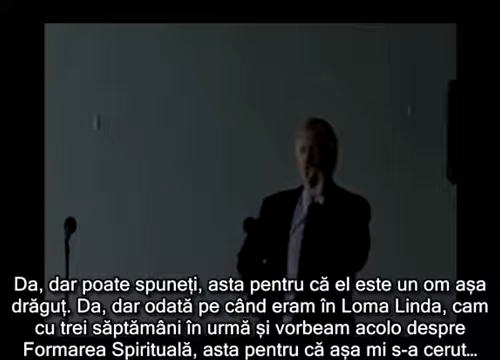 Da, dar poate spuneți, asta pentru că el este un om așa
drăguț. Da, dar odată pe când eram în Loma Linda, cam
cu trei săptămâni în urmă și vorbeam acolo despre
Formarea Spirituală, asta pentru că așa mi s-a cerut...